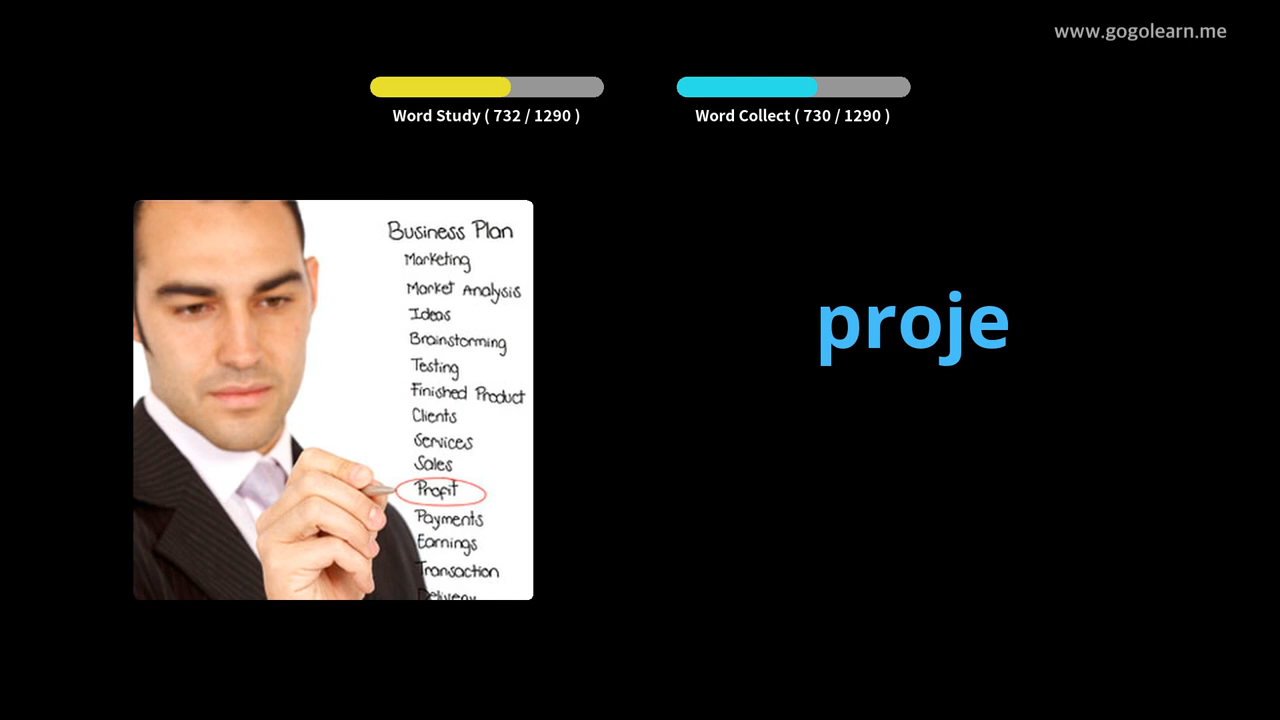 www.gogolearn.me
Word Study ( 732 / 1290 )
Word Collect ( 730 / 1290 )
Business Plan
Marketing
Market Analysis
Ideas
Brainstorming
Testing
Finished Product
Clients
Services
Sales
Profit
Payments
Earnings
Transaction
Delivery
proje